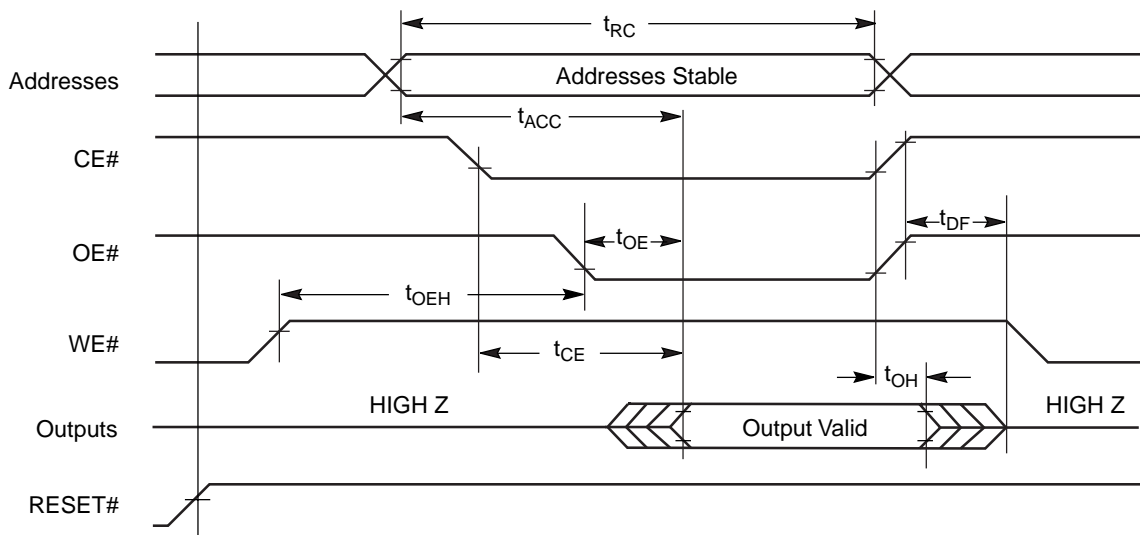 tRC
Addresses
Addresses Stable
tACC
CE#
tDF
OE#
tOE
tOEH
WE#
tCE
tOH
HIGH Z
HIGH Z
Outputs
Output Valid
RESET#